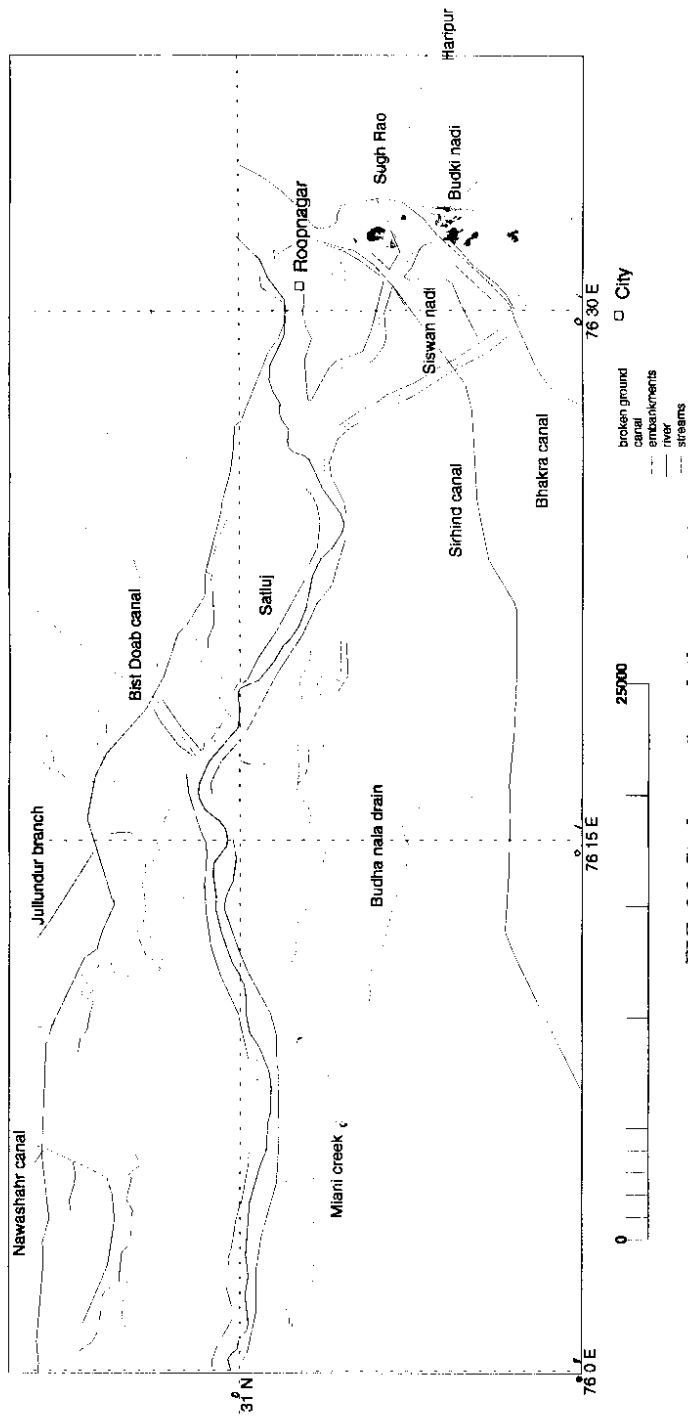 Nawashahr canal
Jullundur branch
Bist Doab canal
Satluj
Roopnagar
Sugh Rao
Budki nadi
Haripur
Siswan nadi
Sirhind canal
Bhakra canal
Budha nala drain
Miani creek
31 N
76 0 E
76 15 E
76 30 E
0
25000
City
broken ground
canal
embankments
river
streams